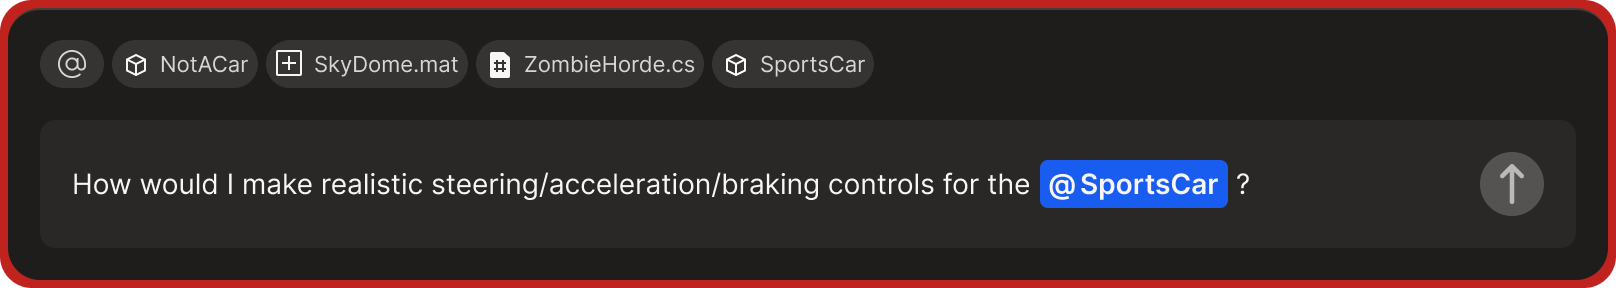 @ NotACar SkyDome.mat ZombieHorde.cs SportsCar
How would I make realistic steering/acceleration/braking controls for the @SportsCar ?